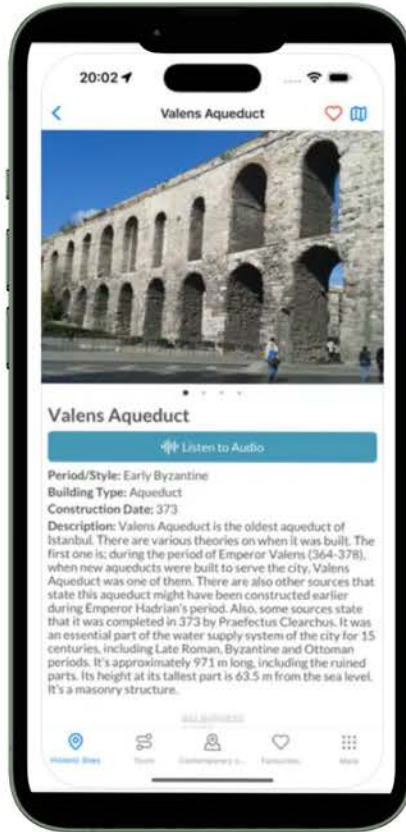 20:02
Valens Aqueduct
Valens Aqueduct
Listen to Audio
Period/Style: Early Byzantine
Building Type: Aqueduct
Construction Date: 373
Description: Valens Aqueduct is the oldest aqueduct of
Istanbul. There are various theories on when it was built. The
first one is; during the period of Emperor Valens (364-378),
when new aqueducts were built to serve the city. Valens
Aqueduct was one of them. There are also other sources that
state this aqueduct might have been constructed earlier
during Emperor Hadrian's period. Also, some sources state
that it was completed in 373 by Praefectus Clearchus. It was
an essential part of the water supply system of the city for 15
centuries, including Late Roman, Byzantine and Ottoman
periods. It's approximately 971 m long, including the ruined
parts. Its height at its tallest part is 63.5 m from the sea level.
It's a masonry structure.
Historic Sites Tours Contemporary Favourites More